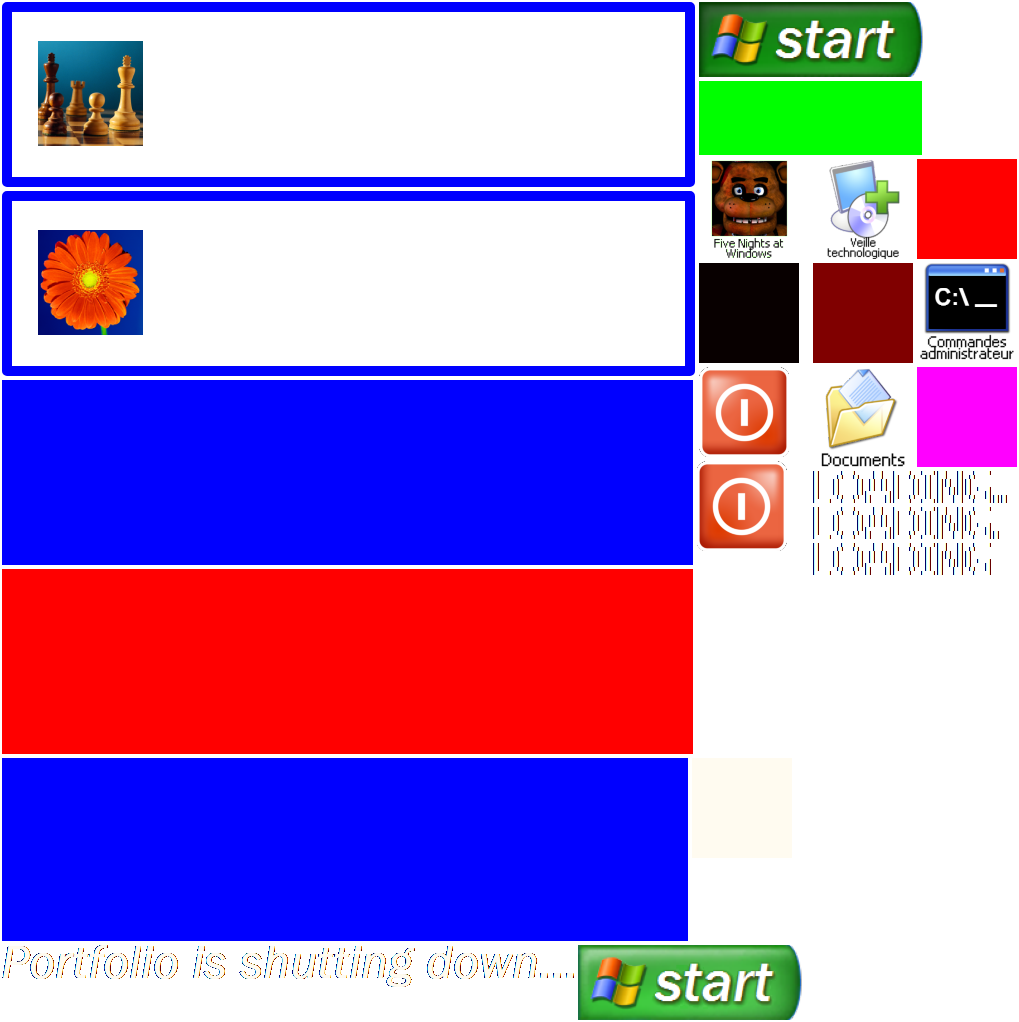 start
Five Nights at
Windows
Veille
technologique
C:\ _
Commandes
administrateur
Documents
Portfolio is shutting down...
start